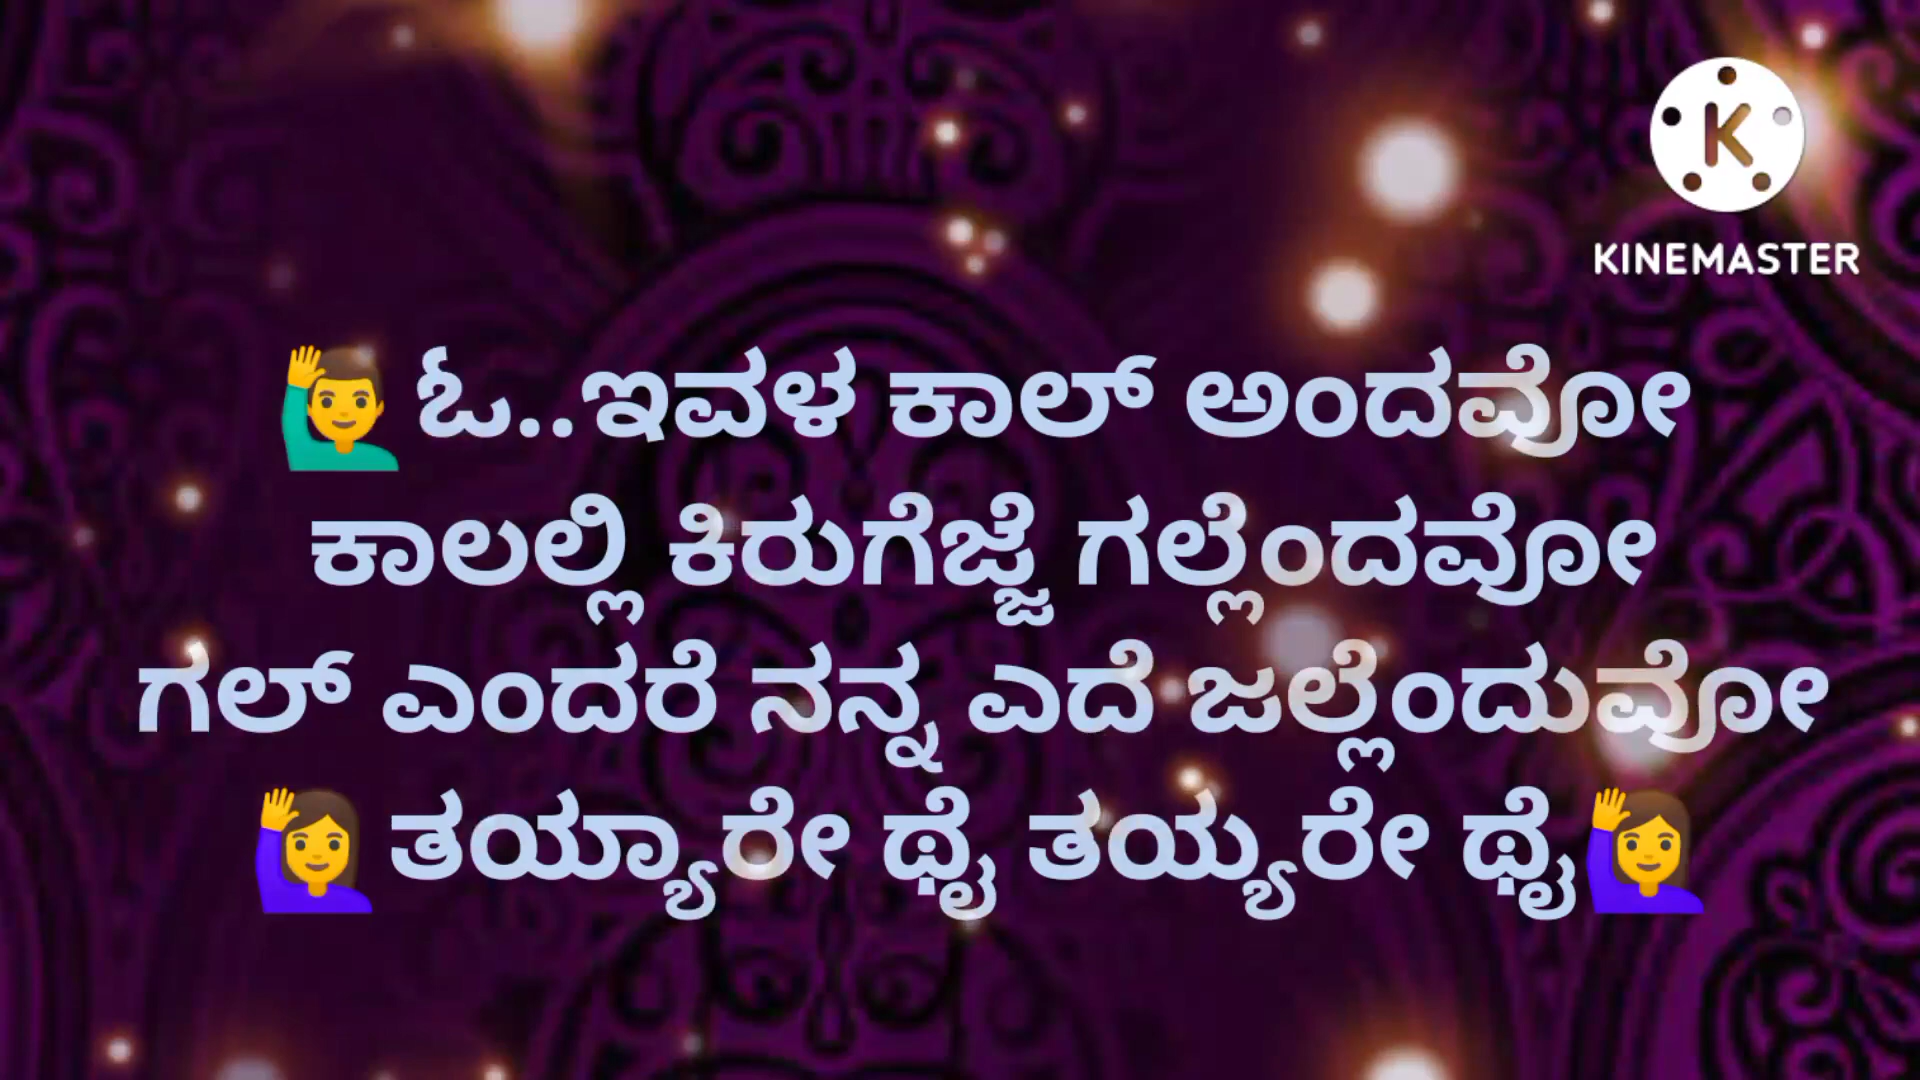 KINEMASTER
🙋‍♂️ ಓ..ಇವಳ ಕಾಲ್ ಅಂದವೋ
ಕಾಲಲ್ಲಿ ಕಿರುಗೆಜ್ಜೆ ಗಲ್ಲೆಂದವೋ
ಗಲ್ ಎಂದರೆ ನನ್ನ ಎದೆ ಜಲ್ಲೆಂದುವೋ
🙋‍♀️ ತಯ್ಯಾರೇ ಥೈ ತಯ್ಯರೇ ಥೈ🙋‍♀️